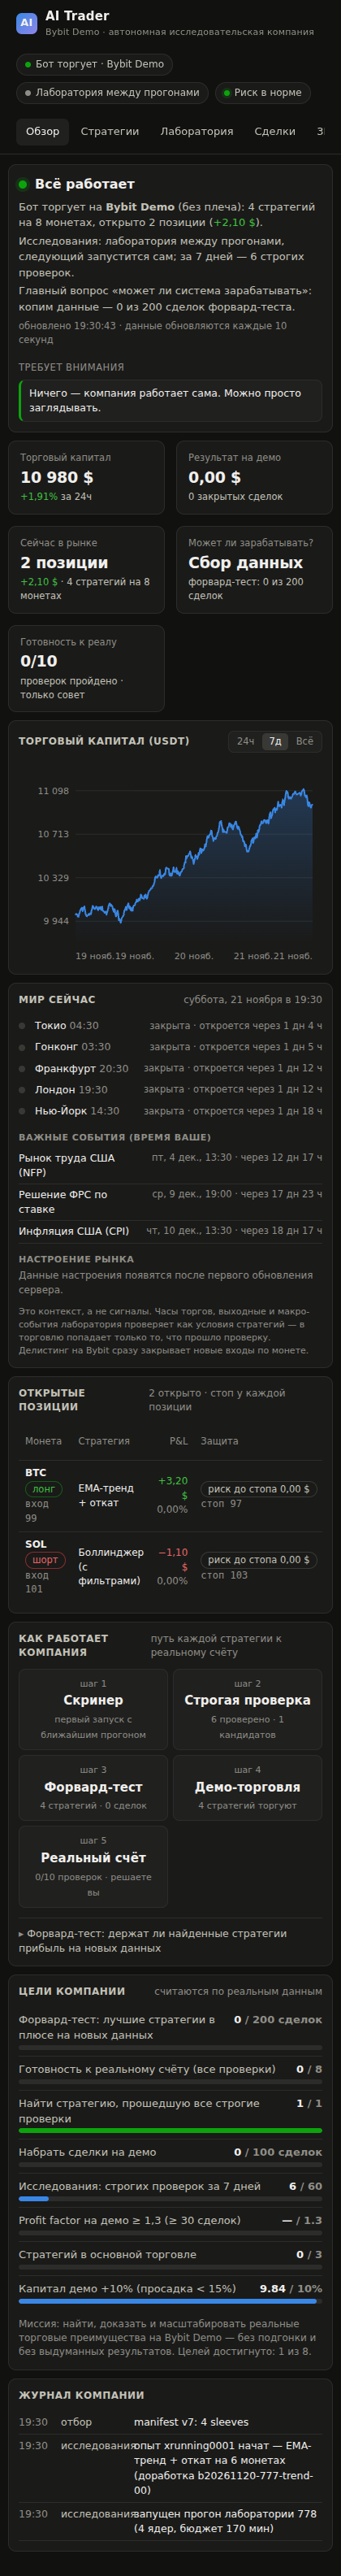 AI
AI Trader
Bybit Demo · автономная исследовательская компания
Бот торгует · Bybit Demo
Лаборатория между прогонами
Риск в норме
Обзор Стратегии Лаборатория Сделки
Всё работает
Бот торгует на Bybit Demo (без плеча): 4 стратегий
на 8 монетах, открыто 2 позиции (+2,10 $).
Исследования: лаборатория между прогонами,
следующий запустится сам; за 7 дней — 6 строгих
проверок.
Главный вопрос «может ли система зарабатывать»:
копим данные — 0 из 200 сделок форвард-теста.
обновлено 19:30:43 · данные обновляются каждые 10
секунд
ТРЕБУЕТ ВНИМАНИЯ
Ничего — компания работает сама. Можно просто
заглядывать.
Торговый капитал
10 980 $
+1,91% за 24ч
Результат на демо
0,00 $
0 закрытых сделок
Сейчас в рынке
2 позиции
+2,10 $ · 4 стратегий на 8
монетах
Может ли зарабатывать?
Сбор данных
форвард-тест: 0 из 200
сделок
Готовность к реалу
0/10
проверок пройдено ·
только совет
ТОРГОВЫЙ КАПИТАЛ (USDT)
24ч 7д Всё
11 098
10 713
10 329
9 944
19 нояб. 19 нояб. 20 нояб. 21 нояб. 21 нояб.
МИР СЕЙЧАС суббота, 21 ноября в 19:30
Токио 04:30 закрыта · откроется через 1 дн 4 ч
Гонконг 03:30 закрыта · откроется через 1 дн 5 ч
Франкфурт 20:30 закрыта · откроется через 1 дн 12 ч
Лондон 19:30 закрыта · откроется через 1 дн 12 ч
Нью-Йорк 14:30 закрыта · откроется через 1 дн 18 ч
ВАЖНЫЕ СОБЫТИЯ (ВРЕМЯ ВАШЕ)
Рынок труда США пт, 4 дек., 13:30 · через 12 дн 17 ч
(NFP)
Решение ФРС по ср, 9 дек., 19:00 · через 17 дн 23 ч
ставке
Инфляция США (CPI) чт, 10 дек., 13:30 · через 18 дн 17 ч
НАСТРОЕНИЕ РЫНКА
Данные настроения появятся после первого обновления
сервера.
Это контекст, а не сигналы. Часы торгов, выходные и макро-
события лаборатория проверяет как условия стратегий — в
торговлю попадает только то, что прошло проверку.
Делистинг на Bybit сразу закрывает новые входы по монете.
ОТКРЫТЫЕ
ПОЗИЦИИ
2 открыто · стоп у каждой
позиции
Монета Стратегия P&L Защита
BTC
лонг
вход
99
EMA-тренд
+ откат
+3,20
$
0,00%
риск до стопа 0,00 $
стоп 97
SOL
шорт
вход
101
Боллинджер
(с
фильтрами)
−1,10
$
0,00%
риск до стопа 0,00 $
стоп 103
КАК РАБОТАЕТ
КОМПАНИЯ
путь каждой стратегии к
реальному счёту
шаг 1
Скринер
первый запуск с
ближайшим прогоном
шаг 2
Строгая проверка
6 проверено · 1
кандидатов
шаг 3
Форвард-тест
4 стратегий · 0 сделок
шаг 4
Демо-торговля
4 стратегий торгуют
шаг 5
Реальный счёт
0/10 проверок · решаете
вы
▸ Форвард-тест: держат ли найденные стратегии
прибыль на новых данных
ЦЕЛИ КОМПАНИИ считаются по реальным данным
Форвард-тест: лучшие стратегии в 0 / 200 сделок
плюсе на новых данных
Готовность к реальному счёту (все проверки) 0 / 8
Найти стратегию, прошедшую все строгие 1 / 1
проверки
Набрать сделки на демо 0 / 100 сделок
Исследования: строгих проверок за 7 дней 6 / 60
Profit factor на демо ≥ 1,3 (≥ 30 сделок) — / 1.3
Стратегий в основной торговле 0 / 3
Капитал демо +10% (просадка < 15%) 9.84 / 10%
Миссия: найти, доказать и масштабировать реальные
торговые преимущества на Bybit Demo — без подгонки и
без выдуманных результатов. Целей достигнуто: 1 из 8.
ЖУРНАЛ КОМПАНИИ
19:30 отбор manifest v7: 4 sleeves
19:30 исследования опыт xrunning0001 начат — EMA-
тренд + откат на 6 монетах
(доработка b20261120-777-trend-
00)
19:30 исследования запущен прогон лаборатории 778
(4 ядер, бюджет 170 мин)